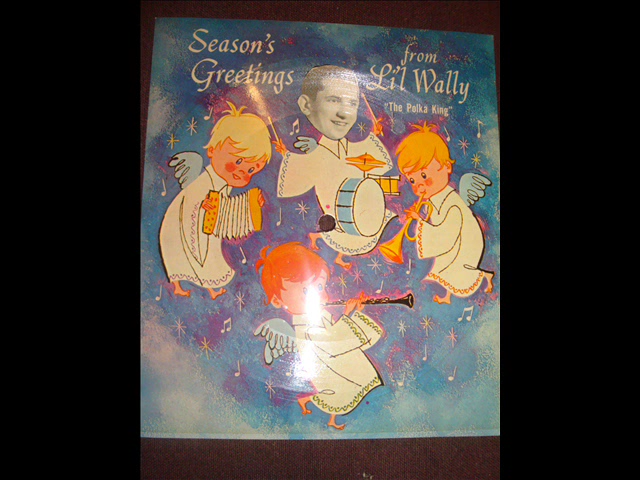 Season's
Greetings
from
Li'l Wally
"The Polka King"